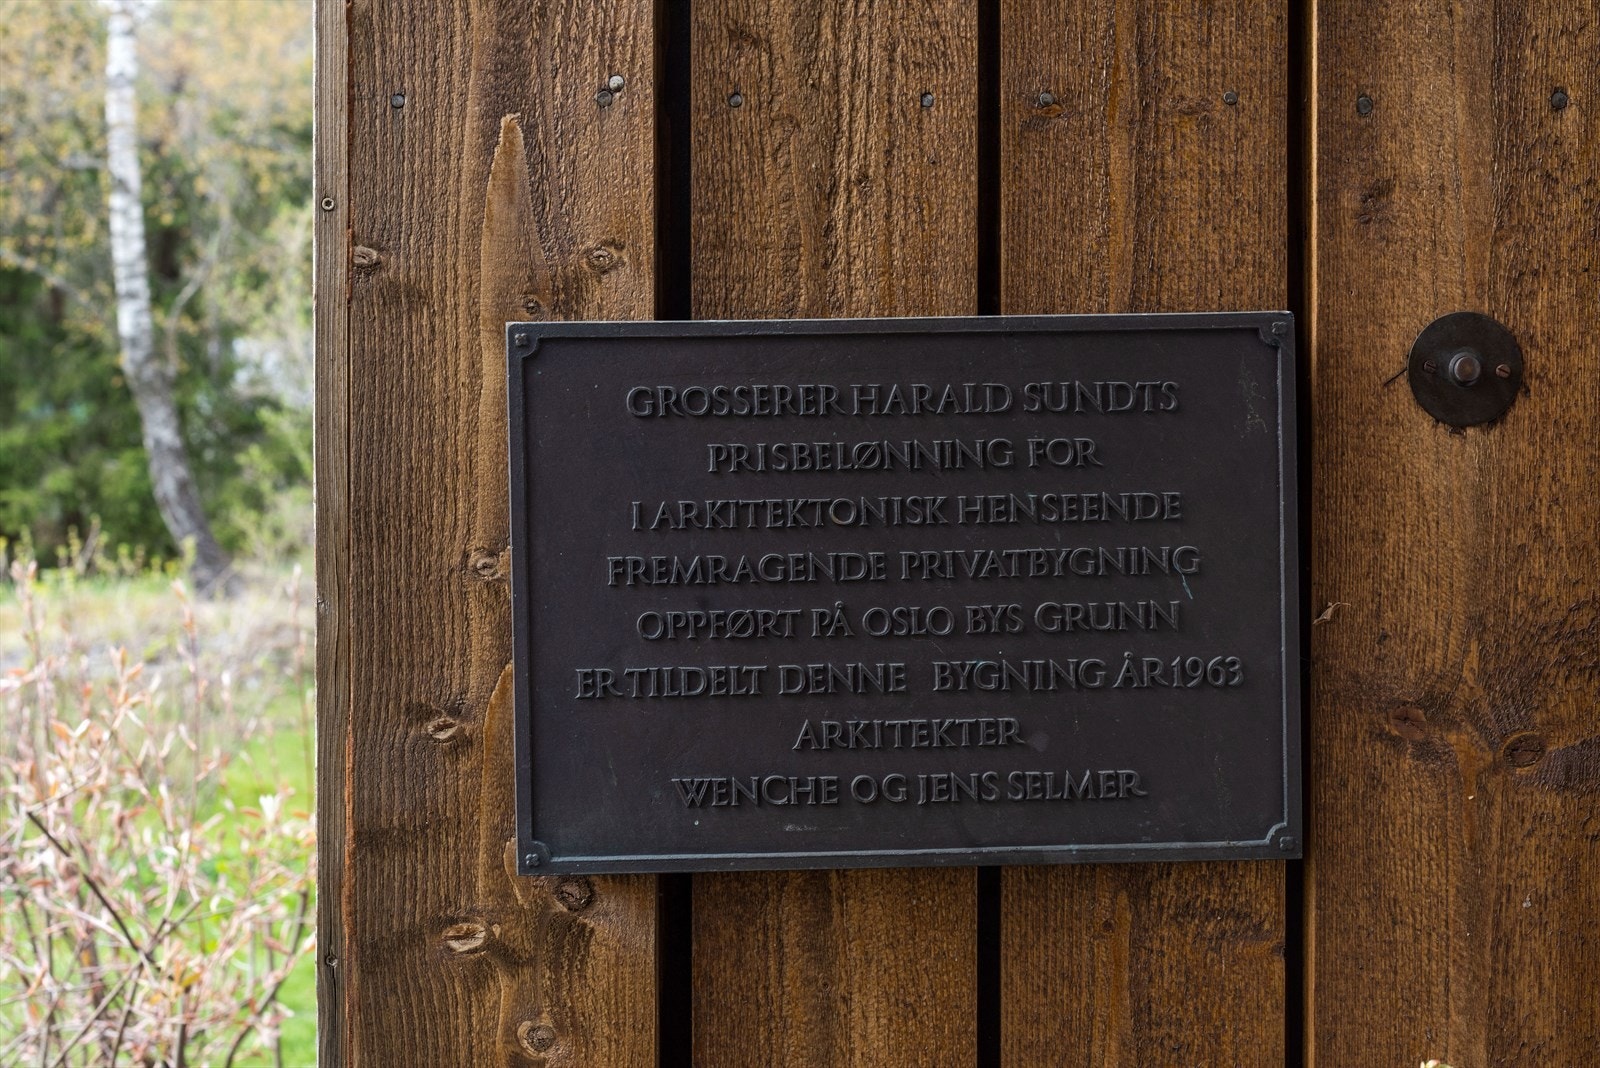 GROSSERER HARALD SUNDTS
PRISBELØNNING FOR
I ARKITEKTONISK HENSEENDE
FREMRAGENDE PRIVATBYGNING
OPPFØRT PÅ OSLO BYS GRUNN
ER TILDELT DENNE BYGNING ÅR 1963
ARKITEKTER
WENCHE OG JENS SELMER